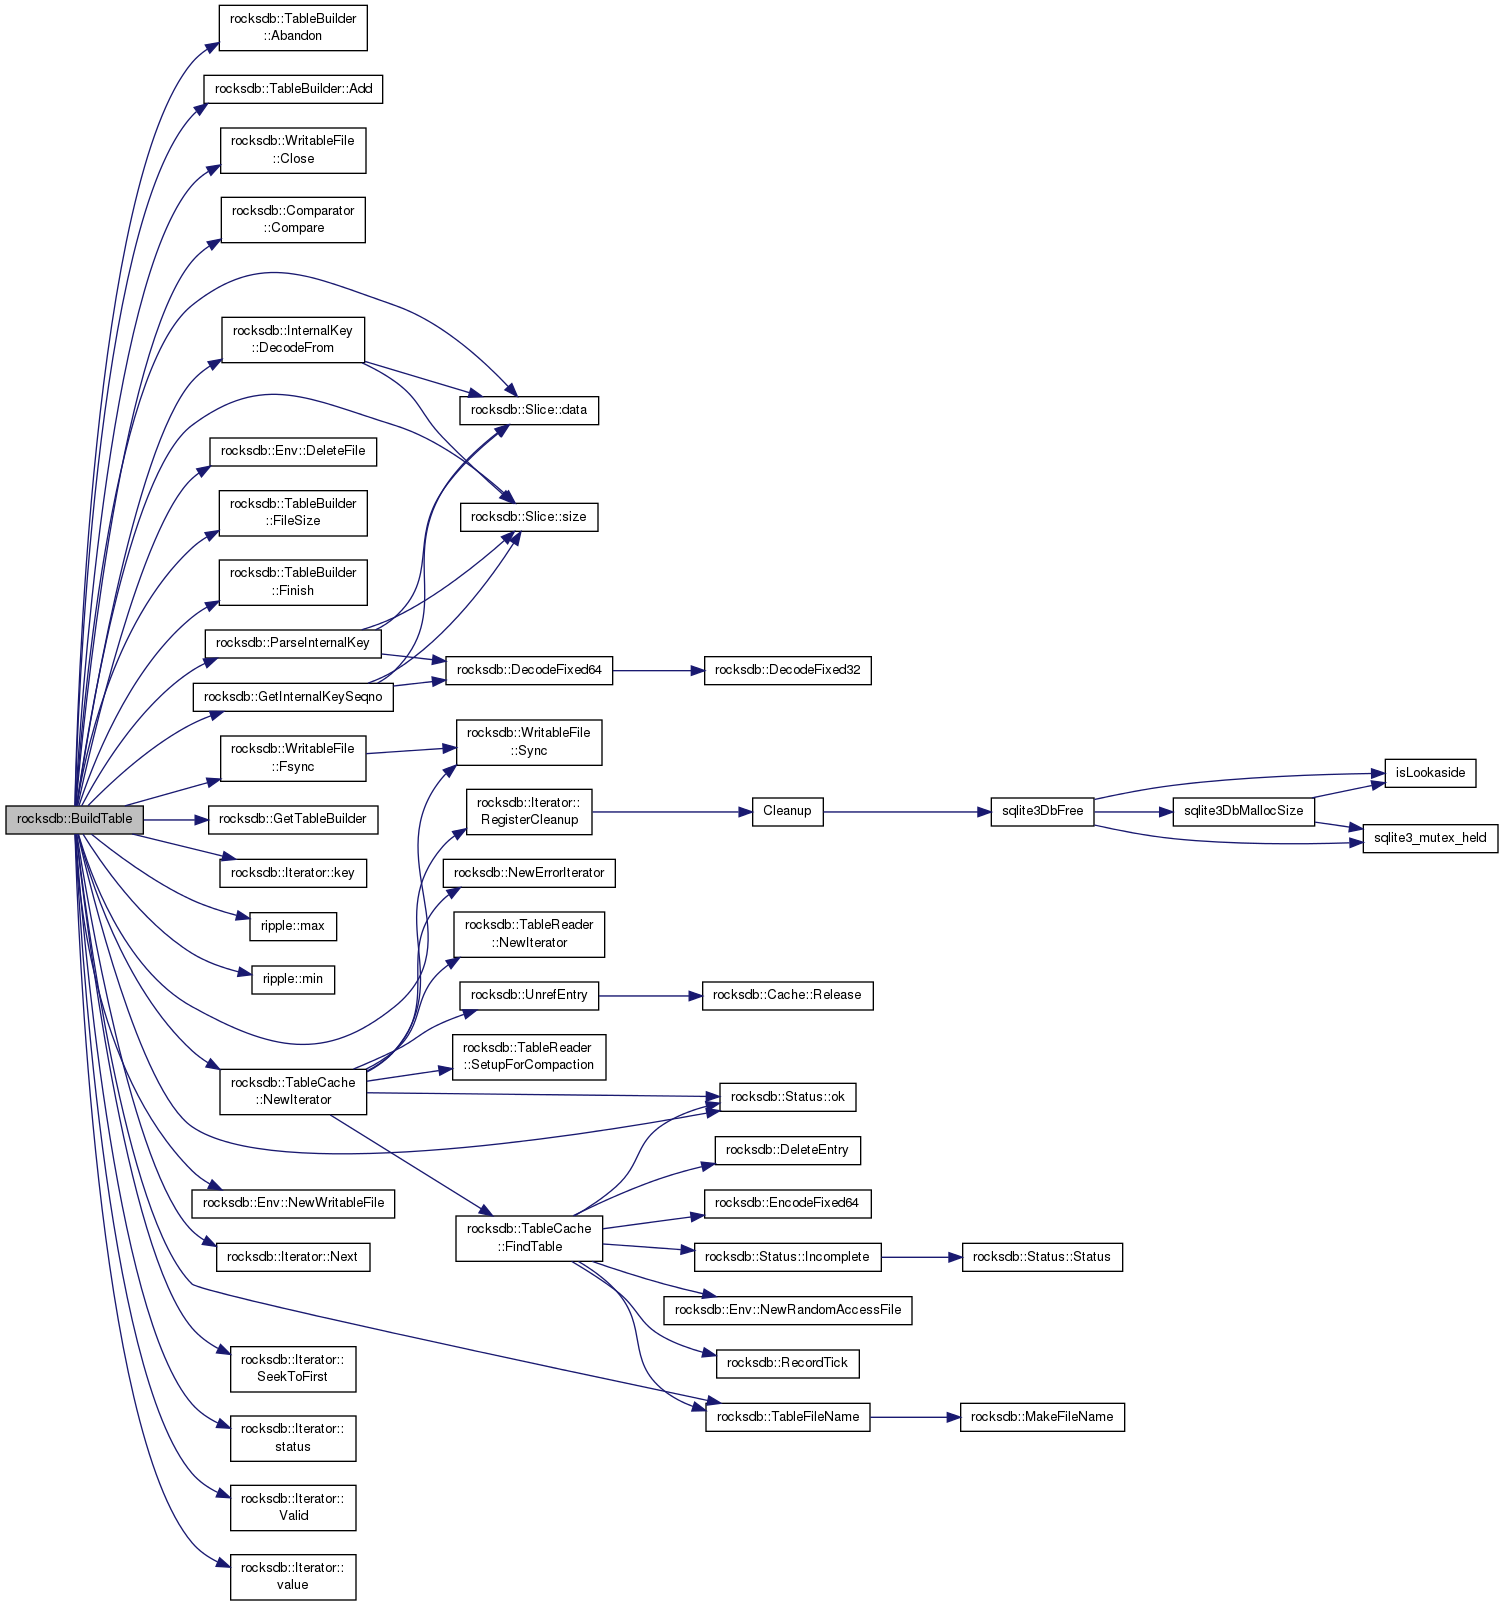 rocksdb::TableBuilder
::Abandon
rocksdb::TableBuilder::Add
rocksdb::WritableFile
::Close
rocksdb::Comparator
::Compare
rocksdb::InternalKey
::DecodeFrom
rocksdb::Slice::data
rocksdb::Env::DeleteFile
rocksdb::TableBuilder
::FileSize
rocksdb::Slice::size
rocksdb::TableBuilder
::Finish
rocksdb::ParseInternalKey
rocksdb::DecodeFixed64
rocksdb::DecodeFixed32
rocksdb::GetInternalKeySeqno
rocksdb::WritableFile
::Fsync
rocksdb::WritableFile
::Sync
isLookaside
rocksdb::BuildTable
rocksdb::GetTableBuilder
rocksdb::Iterator::
RegisterCleanup
Cleanup
sqlite3DbFree
sqlite3DbMallocSize
sqlite3_mutex_held
rocksdb::Iterator::key
rocksdb::NewErrorIterator
ripple::max
rocksdb::TableReader
::NewIterator
ripple::min
rocksdb::UnrefEntry
rocksdb::Cache::Release
rocksdb::TableReader
::SetupForCompaction
rocksdb::TableCache
::NewIterator
rocksdb::Status::ok
rocksdb::DeleteEntry
rocksdb::Env::NewWritableFile
rocksdb::EncodeFixed64
rocksdb::TableCache
::FindTable
rocksdb::Iterator::Next
rocksdb::Status::Incomplete
rocksdb::Status::Status
rocksdb::Env::NewRandomAccessFile
rocksdb::Iterator::
SeekToFirst
rocksdb::RecordTick
rocksdb::TableFileName
rocksdb::MakeFileName
rocksdb::Iterator::
status
rocksdb::Iterator::
Valid
rocksdb::Iterator::
value